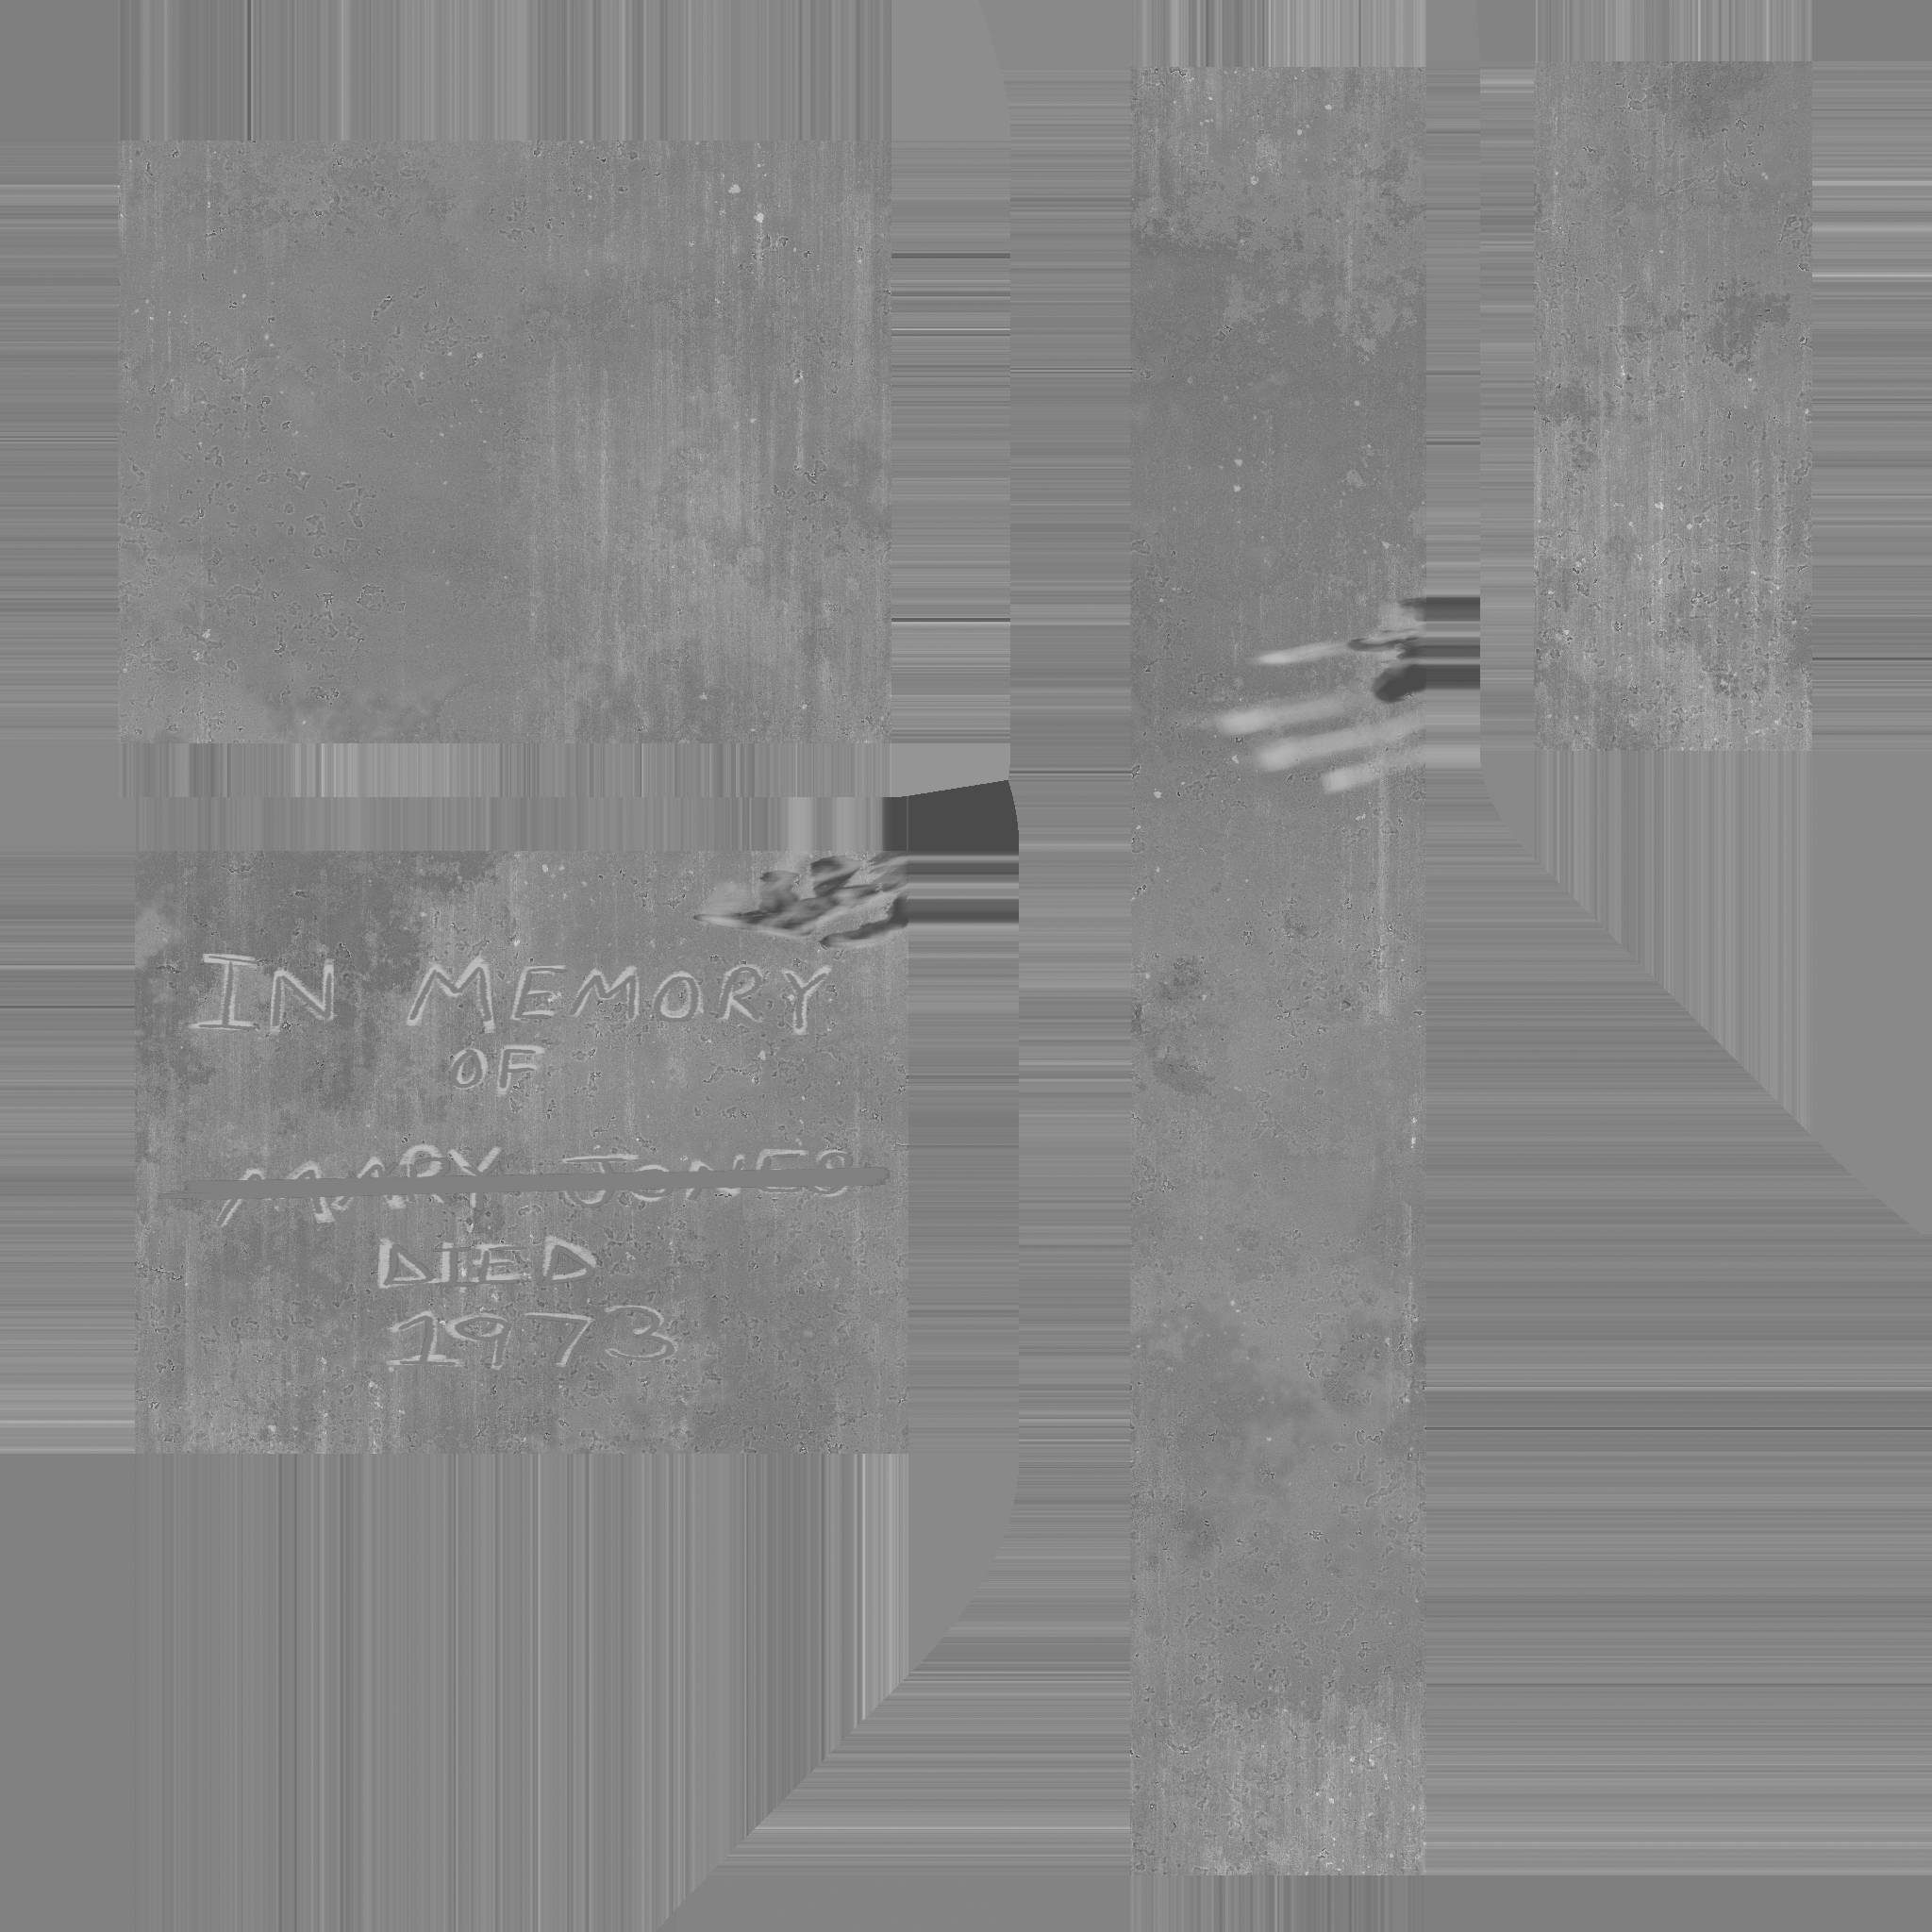 IN MEMORY
OF
MARY JONES
DIED
1973